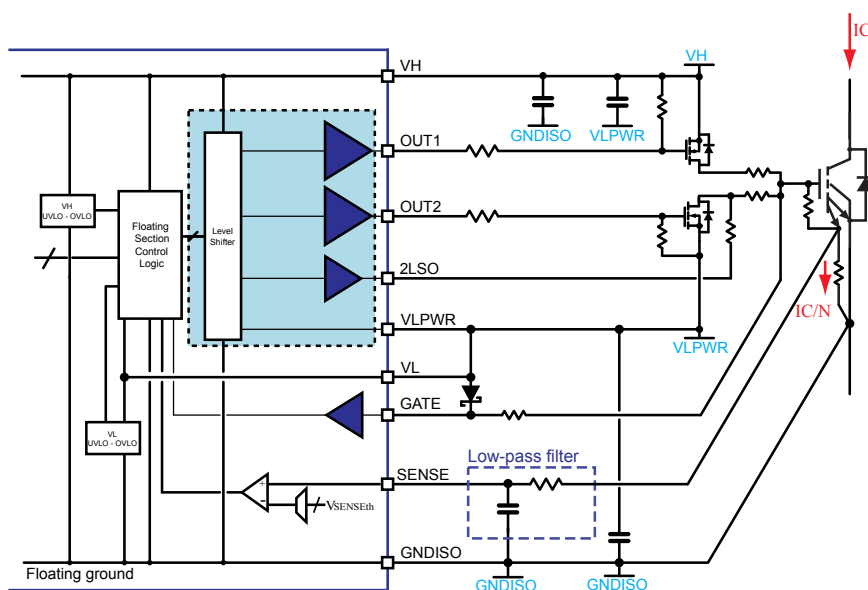 IC
VH
VH
GNDISO
VLPWR
OUT1
VH
UVLO - OVLO
Floating
Section
Control
Logic
Level
Shifter
OUT2
2LSO
IC/N
VLPWR
VLPWR
VL
GATE
VL
UVLO - OVLO
Low-pass filter
SENSE
+
-
VSENSEth
GNDISO
Floating ground
GNDISO
GNDISO